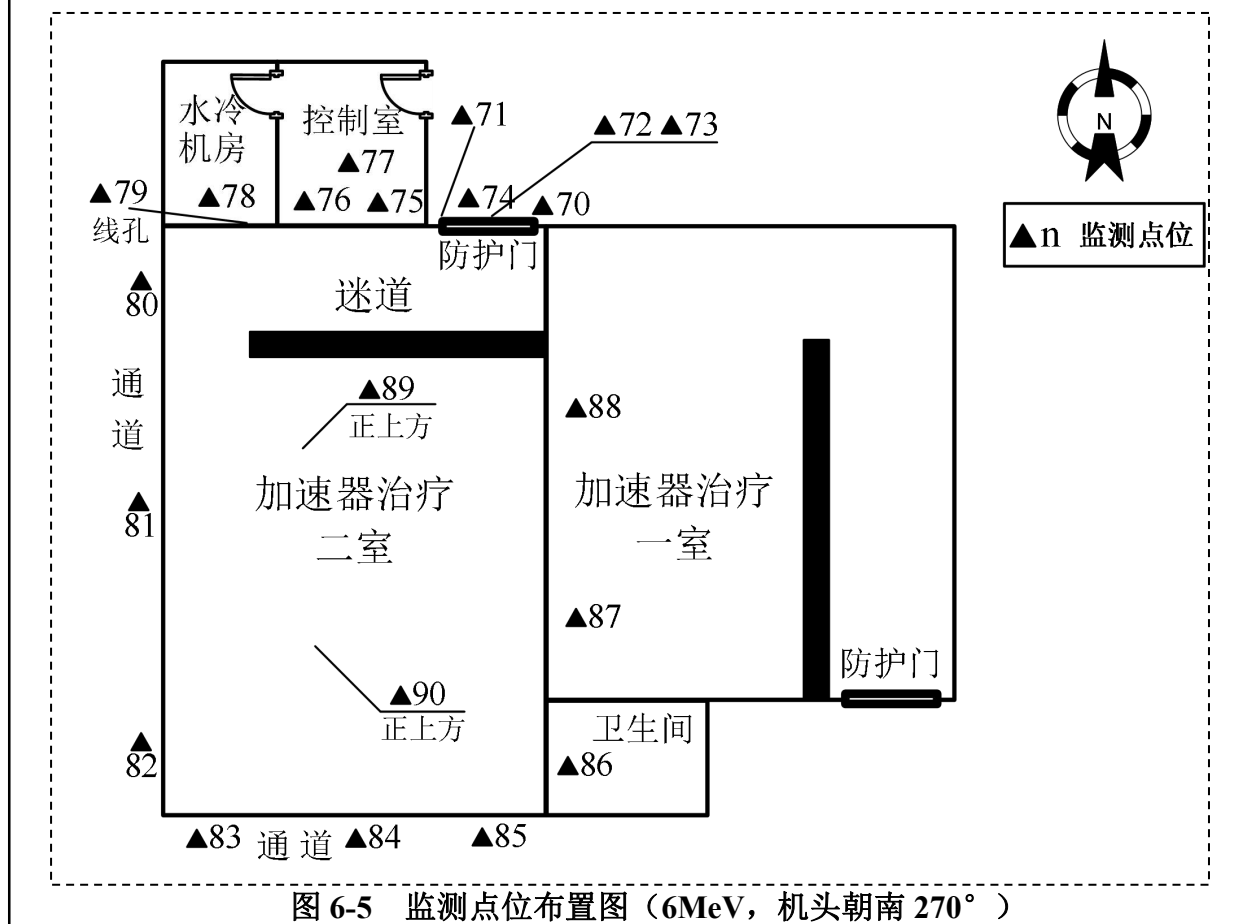 水冷
机房
控制室
▲71
▲72 ▲73
N
▲77
▲79
线孔
▲78
▲76
▲75
▲74
▲70
▲n 监测点位
防护门
▲
80
迷道
通
道
▲89
正上方
▲88
加速器治疗
二室
加速器治疗
一室
▲
81
▲87
防护门
▲90
正上方
卫生间
▲
82
▲86
▲83
通道
▲84
▲85
图 6-5 监测点位布置图（6MeV，机头朝南 270°）